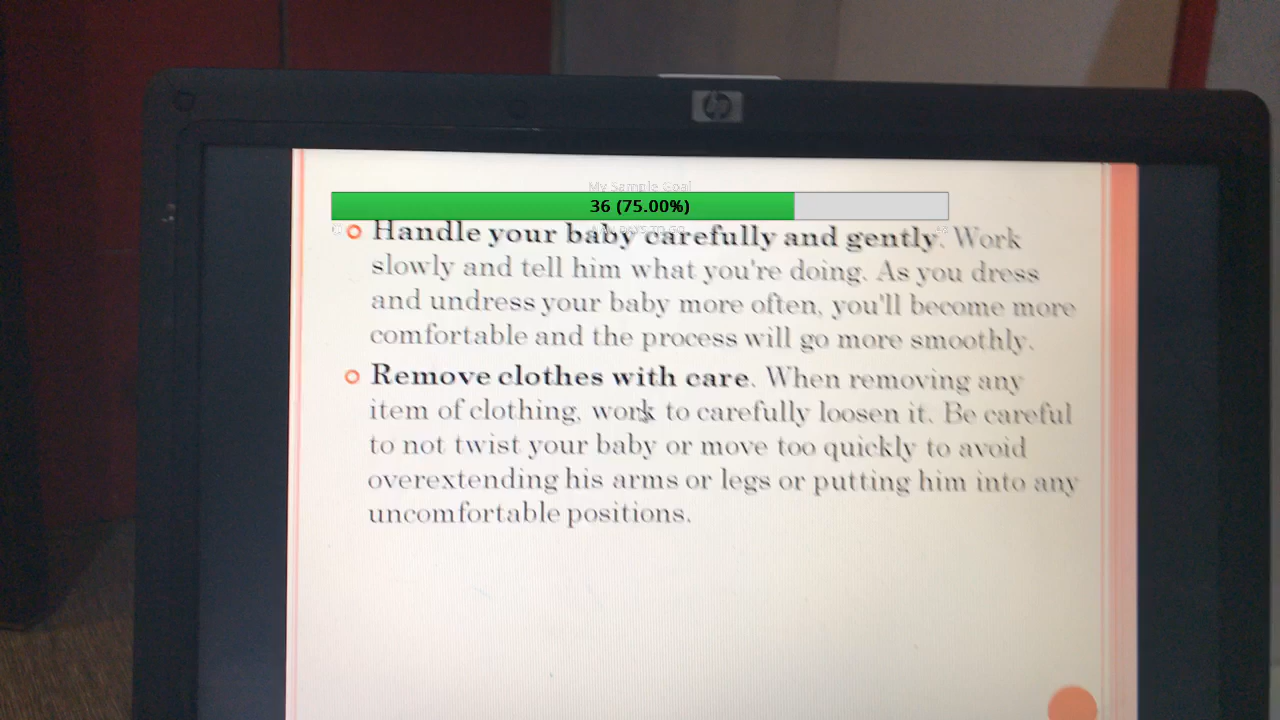 hp
My Sample Goal
36 (75.00%)
Handle your baby carefully and gently. Work
slowly and tell him what you're doing. As you dress
and undress your baby more often, you'll become more
comfortable and the process will go more smoothly.
Remove clothes with care. When removing any
item of clothing, work to carefully loosen it. Be careful
to not twist your baby or move too quickly to avoid
overextending his arms or legs or putting him into any
uncomfortable positions.